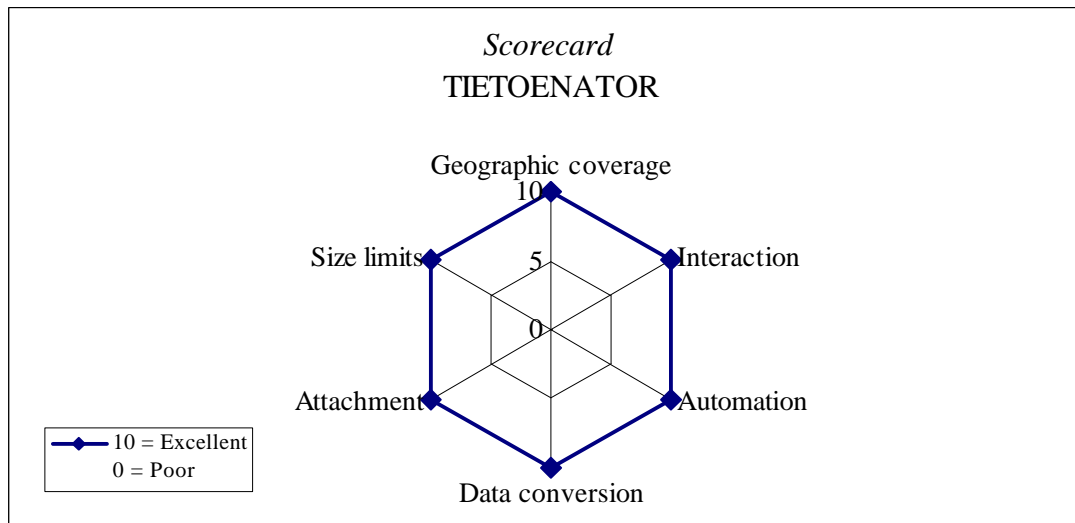 Scorecard
TIETOENATOR
Geographic coverage
10
Size limits
Interaction
5
0
Attachment
Automation
10 = Excellent
0 = Poor
Data conversion